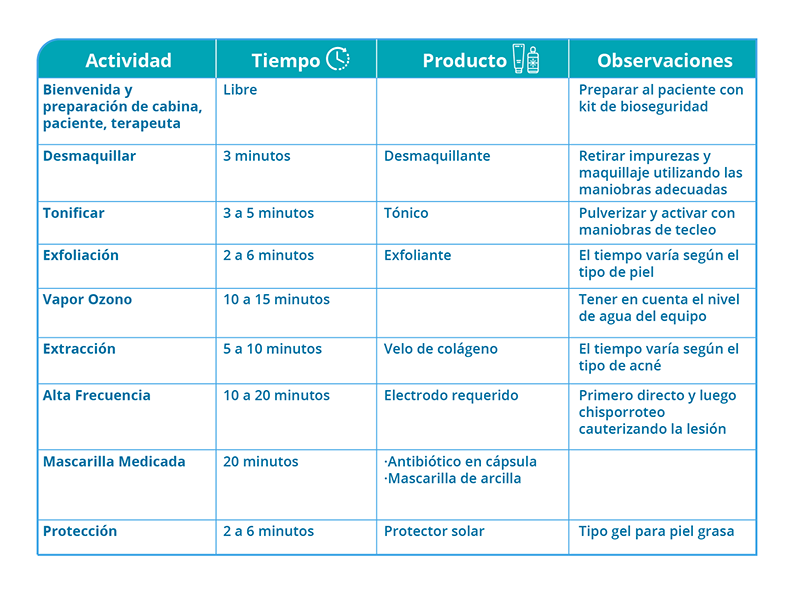 Actividad
Tiempo
Producto
Observaciones
Bienvenida y
preparación de cabina,
paciente, terapeuta
Libre
Preparar al paciente con
kit de bioseguridad
Desmaquillar
3 minutos
Desmaquillante
Retirar impurezas y
maquillaje utilizando las
maniobras adecuadas
Tonificar
3 a 5 minutos
Tónico
Pulverizar y activar con
maniobras de tecleo
Exfoliación
2 a 6 minutos
Exfoliante
El tiempo varía según el
tipo de piel
Vapor Ozono
10 a 15 minutos
Tener en cuenta el nivel
de agua del equipo
Extracción
5 a 10 minutos
Velo de colágeno
El tiempo varía según el
tipo de acné
Alta Frecuencia
10 a 20 minutos
Electrodo requerido
Primero directo y luego
chisporroteo
cauterizando la lesión
Mascarilla Medicada
20 minutos
·Antibiótico en cápsula
·Mascarilla de arcilla
Protección
2 a 6 minutos
Protector solar
Tipo gel para piel grasa